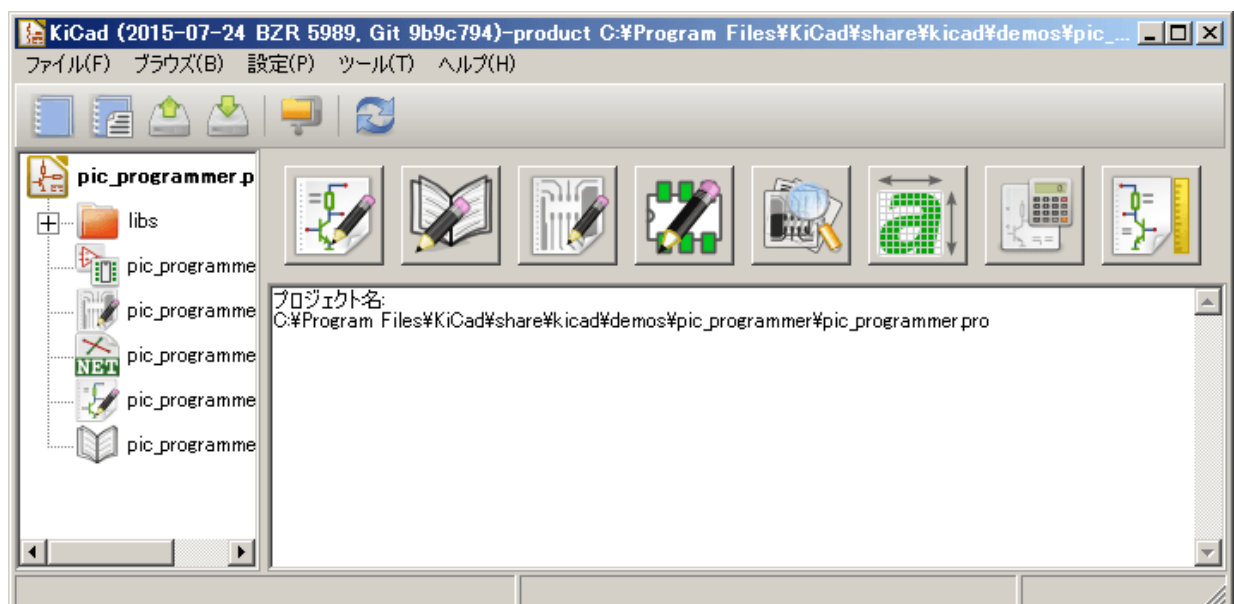 KiCad (2015-07-24 BZR 5989, Git 9b9c794)-product C:¥Program Files¥KiCad¥share¥kicad¥demos¥pic_...
ファイル(F) ブラウズ(B) 設定(P) ツール(T) ヘルプ(H)
pic_programmer.p
libs
pic_programme
pic_programme
NET pic_programme
pic_programme
pic_programme
a
プロジェクト名:
C:¥Program Files¥KiCad¥share¥kicad¥demos¥pic_programmer¥pic_programmer.pro